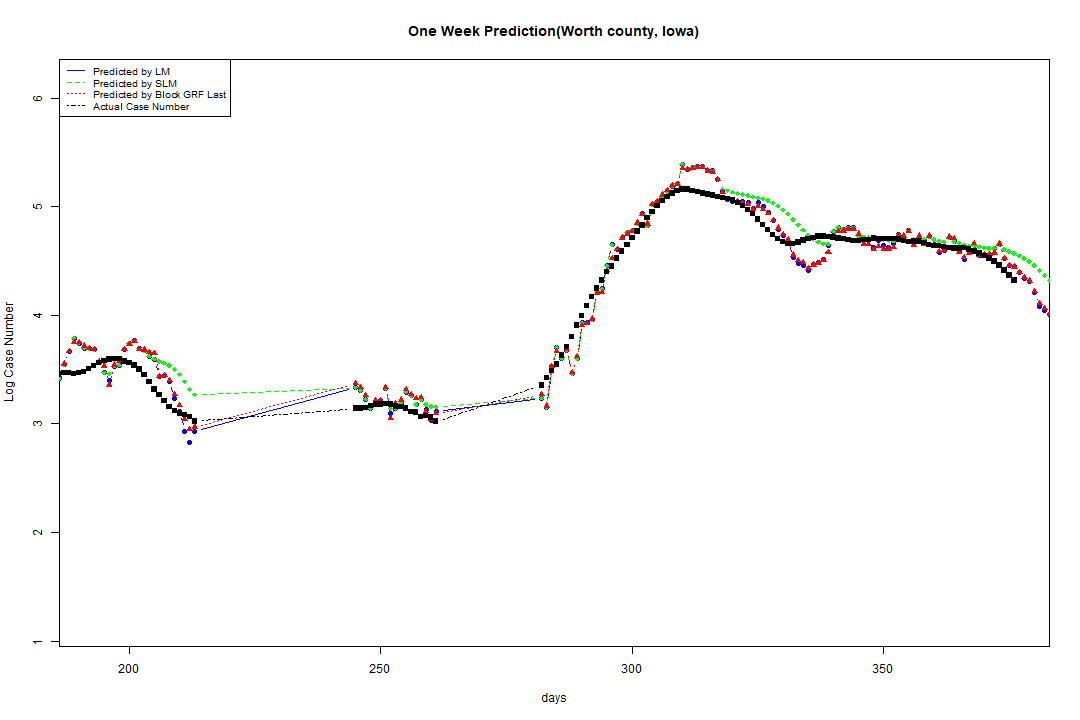 One Week Prediction(Worth county, Iowa)
Predicted by LM
Predicted by SLM
Predicted by Block GRF Last
Actual Case Number
6
5
4
3
2
1
Log Case Number
200
250
300
350
days